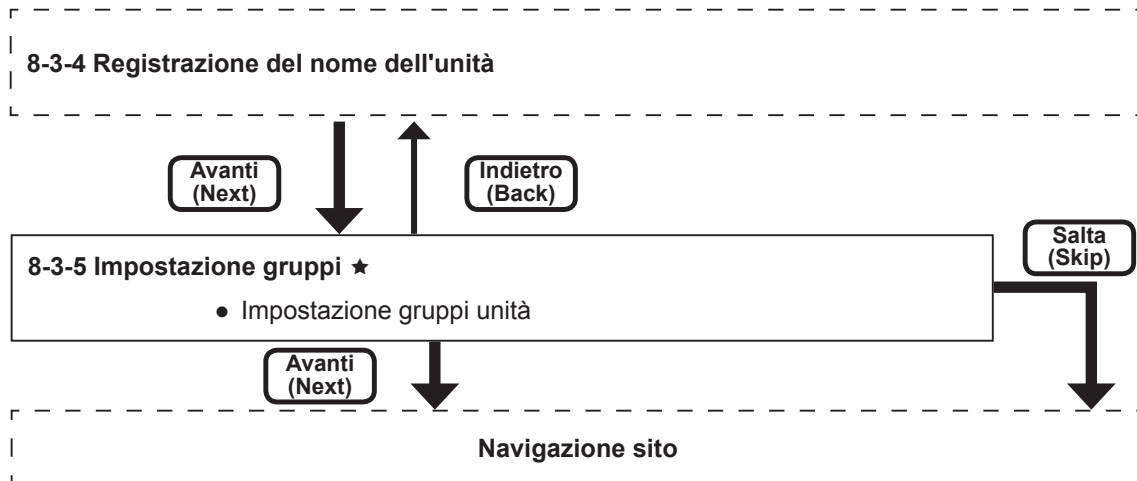 8-3-4 Registrazione del nome dell'unità
Avanti
(Next)
Indietro
(Back)
Salta
(Skip)
8-3-5 Impostazione gruppi ★
● Impostazione gruppi unità
Avanti
(Next)
Navigazione sito